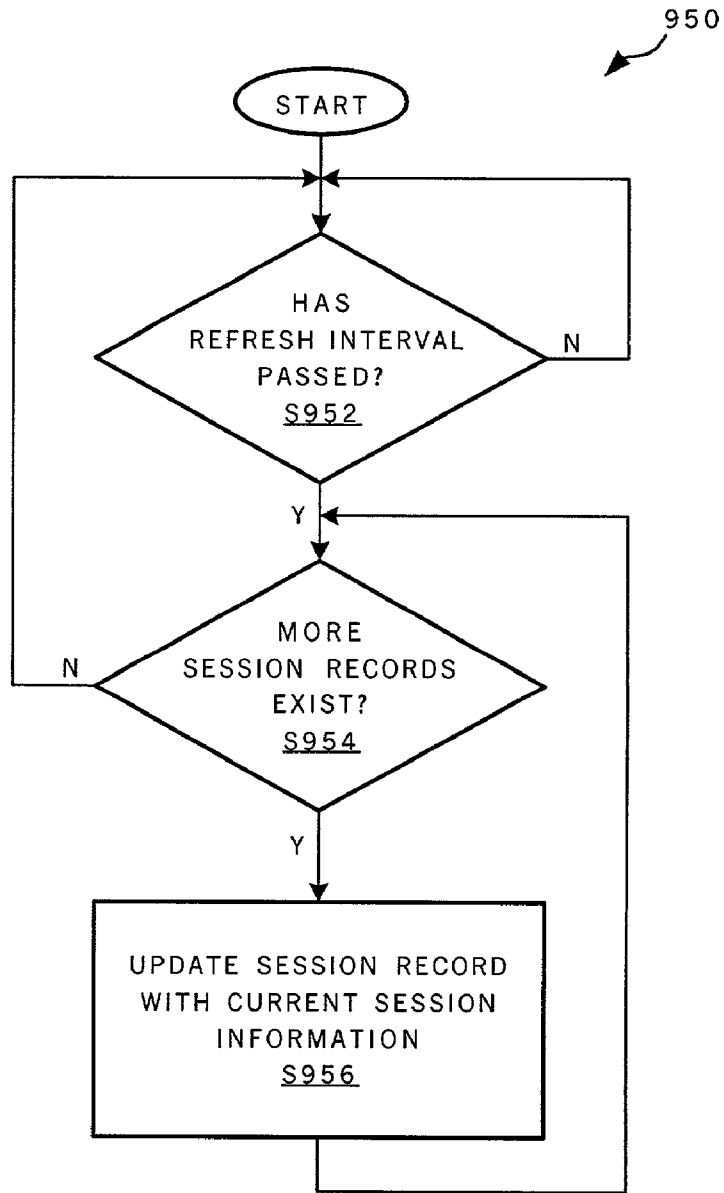 950
START
HAS
REFRESH INTERVAL
PASSED?
S952
N
Y
MORE
SESSION RECORDS
EXIST?
S954
N
Y
UPDATE SESSION RECORD
WITH CURRENT SESSION
INFORMATION
S956